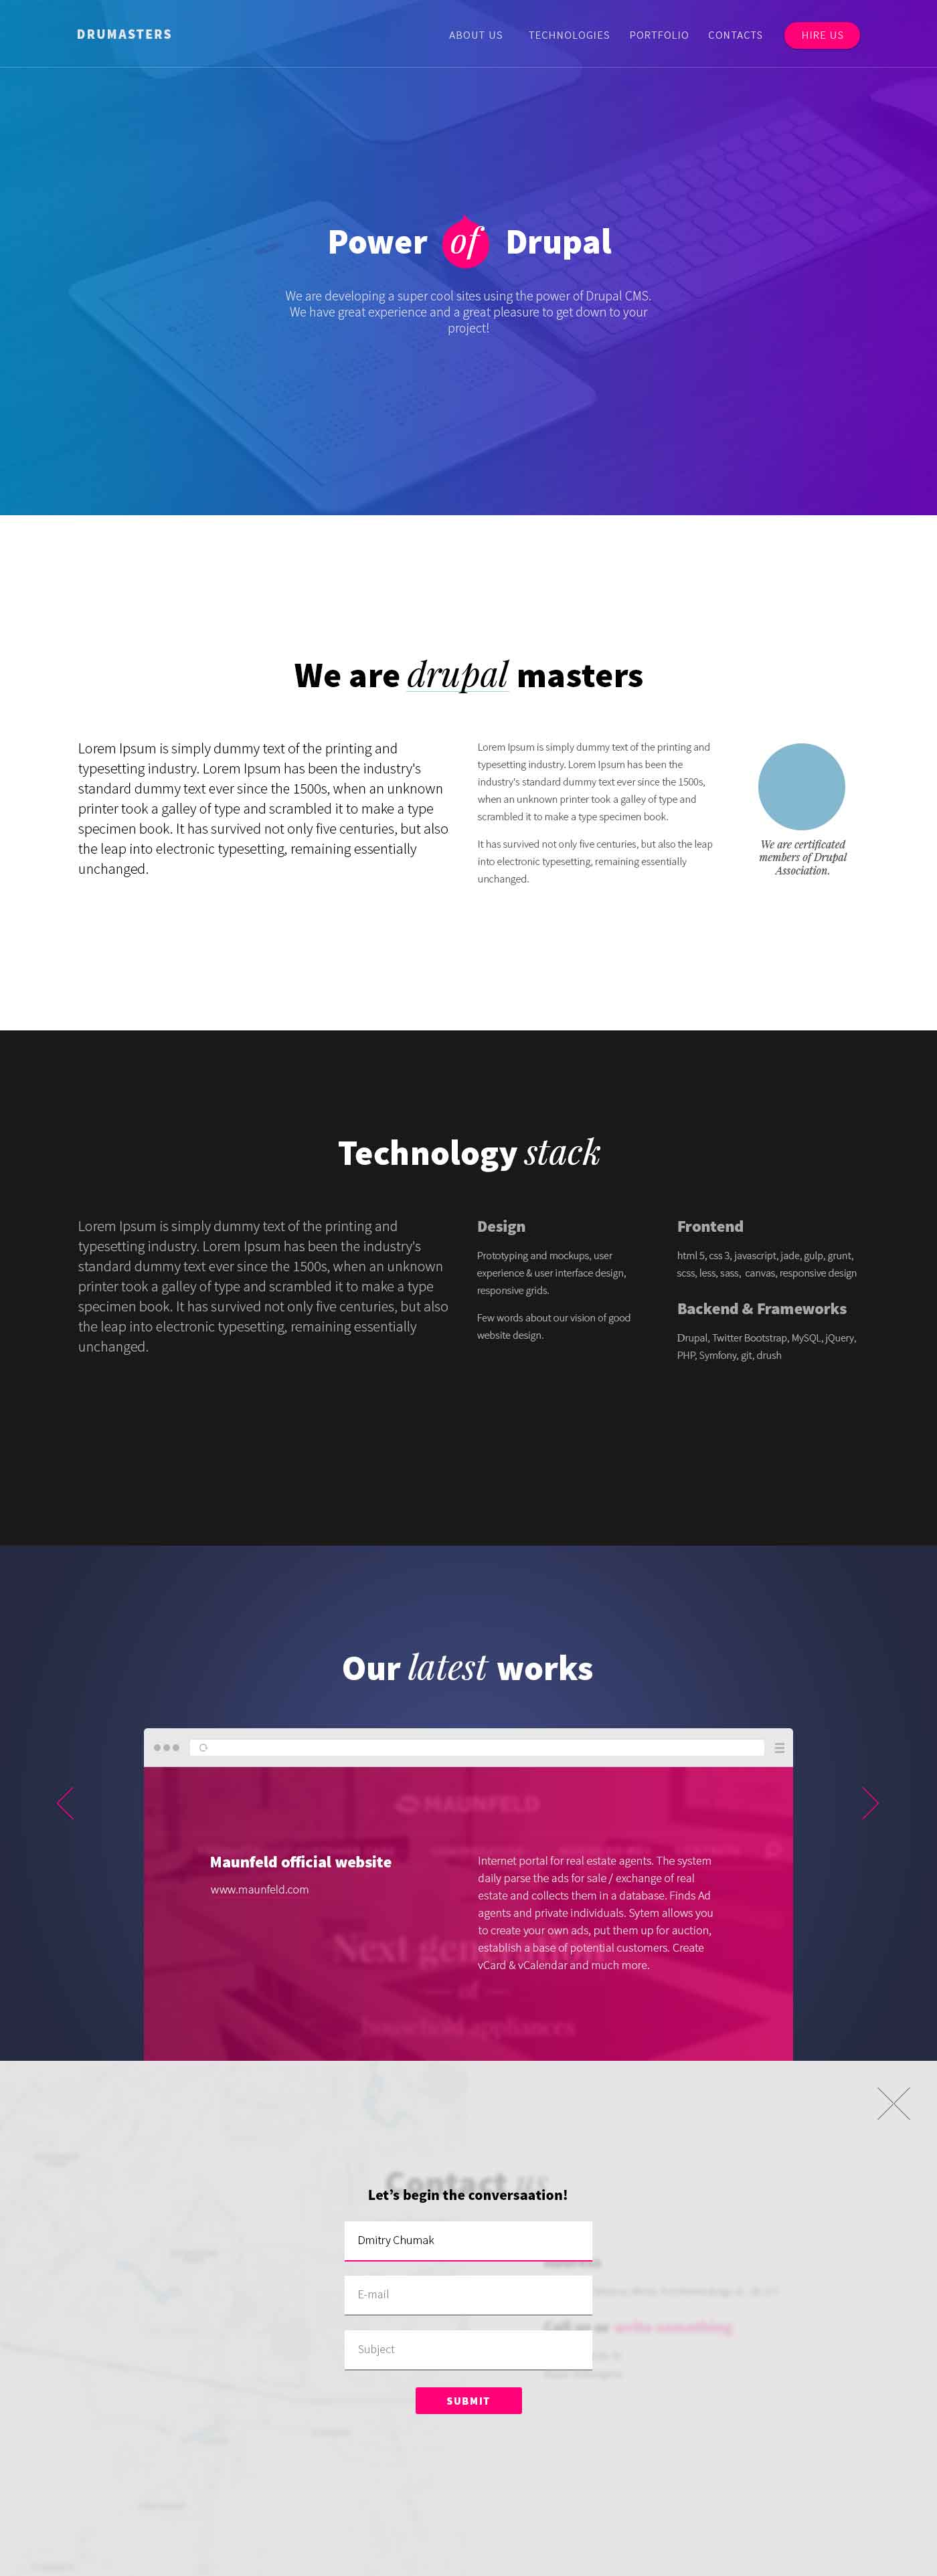 DRUMASTERS
ABOUT US TECHNOLOGIES PORTFOLIO CONTACTS HIRE US
Power of Drupal
We are developing a super cool sites using the power of Drupal CMS.
We have great experience and a great pleasure to get down to your
project!
We are drupal masters
Lorem Ipsum is simply dummy text of the printing and
typesetting industry. Lorem Ipsum has been the industry's
standard dummy text ever since the 1500s, when an unknown
printer took a galley of type and scrambled it to make a type
specimen book. It has survived not only five centuries, but also
the leap into electronic typesetting, remaining essentially
unchanged.
Lorem Ipsum is simply dummy text of the printing and
typesetting industry. Lorem Ipsum has been the
industry's standard dummy text ever since the 1500s,
when an unknown printer took a galley of type and
scrambled it to make a type specimen book.
It has survived not only five centuries, but also the leap
into electronic typesetting, remaining essentially
unchanged.
We are certificated
members of Drupal
Association.
Technology stack
Lorem Ipsum is simply dummy text of the printing and
typesetting industry. Lorem Ipsum has been the industry's
standard dummy text ever since the 1500s, when an unknown
printer took a galley of type and scrambled it to make a type
specimen book. It has survived not only five centuries, but also
the leap into electronic typesetting, remaining essentially
unchanged.
Design
Prototyping and mockups, user
experience & user interface design,
responsive grids.
Few words about our vision of good
website design.
Frontend
html 5, css 3, javascript, jade, gulp, grunt,
scss, less, sass, canvas, responsive design
Backend & Frameworks
Drupal, Twitter Bootstrap, MySQL, jQuery,
PHP, Symfony, git, drush
Our latest works
MAUNFELD
Maunfeld official website
www.maunfeld.com
Internet portal for real estate agents. The system
daily parse the ads for sale / exchange of real
estate and collects them in a database. Finds Ad
agents and private individuals. Sytem allows you
to create your own ads, put them up for auction,
establish a base of potential customers. Create
vCard & vCalendar and much more.
Next generation
of
household appliances
Contact us
Let's begin the conversaation!
Dmitry Chumak
E-mail
Subject
write something
SUBMIT